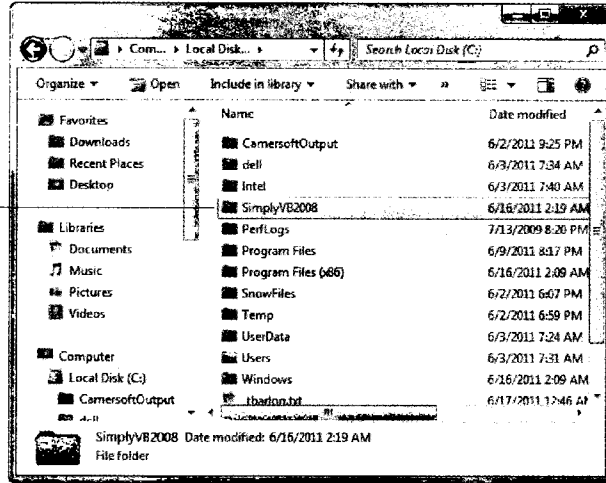 Com... ▸ Local Disk... ▸ Search Local Disk (C:)
Organize Open Include in library Share with »
Favorites
Downloads
Recent Places
Desktop
Libraries
Documents
Music
Pictures
Videos
Computer
Local Disk (C:)
CamersoftOutput
dell
Name Date modified
CamersoftOutput 6/2/2011 9:25 PM
dell 6/3/2011 7:34 AM
Intel 6/3/2011 7:40 AM
SimplyVB2008 6/16/2011 2:19 AM
PerfLogs 7/13/2009 8:20 PM
Program Files 6/9/2011 8:17 PM
Program Files (x86) 6/16/2011 2:09 AM
SnowFiles 6/2/2011 6:07 PM
Temp 6/2/2011 6:59 PM
UserData 6/3/2011 7:24 AM
Users 6/3/2011 7:31 AM
Windows 6/16/2011 2:09 AM
6/17/2011 12:46 AM
SimplyVB2008 Date modified: 6/16/2011 2:19 AM
File folder